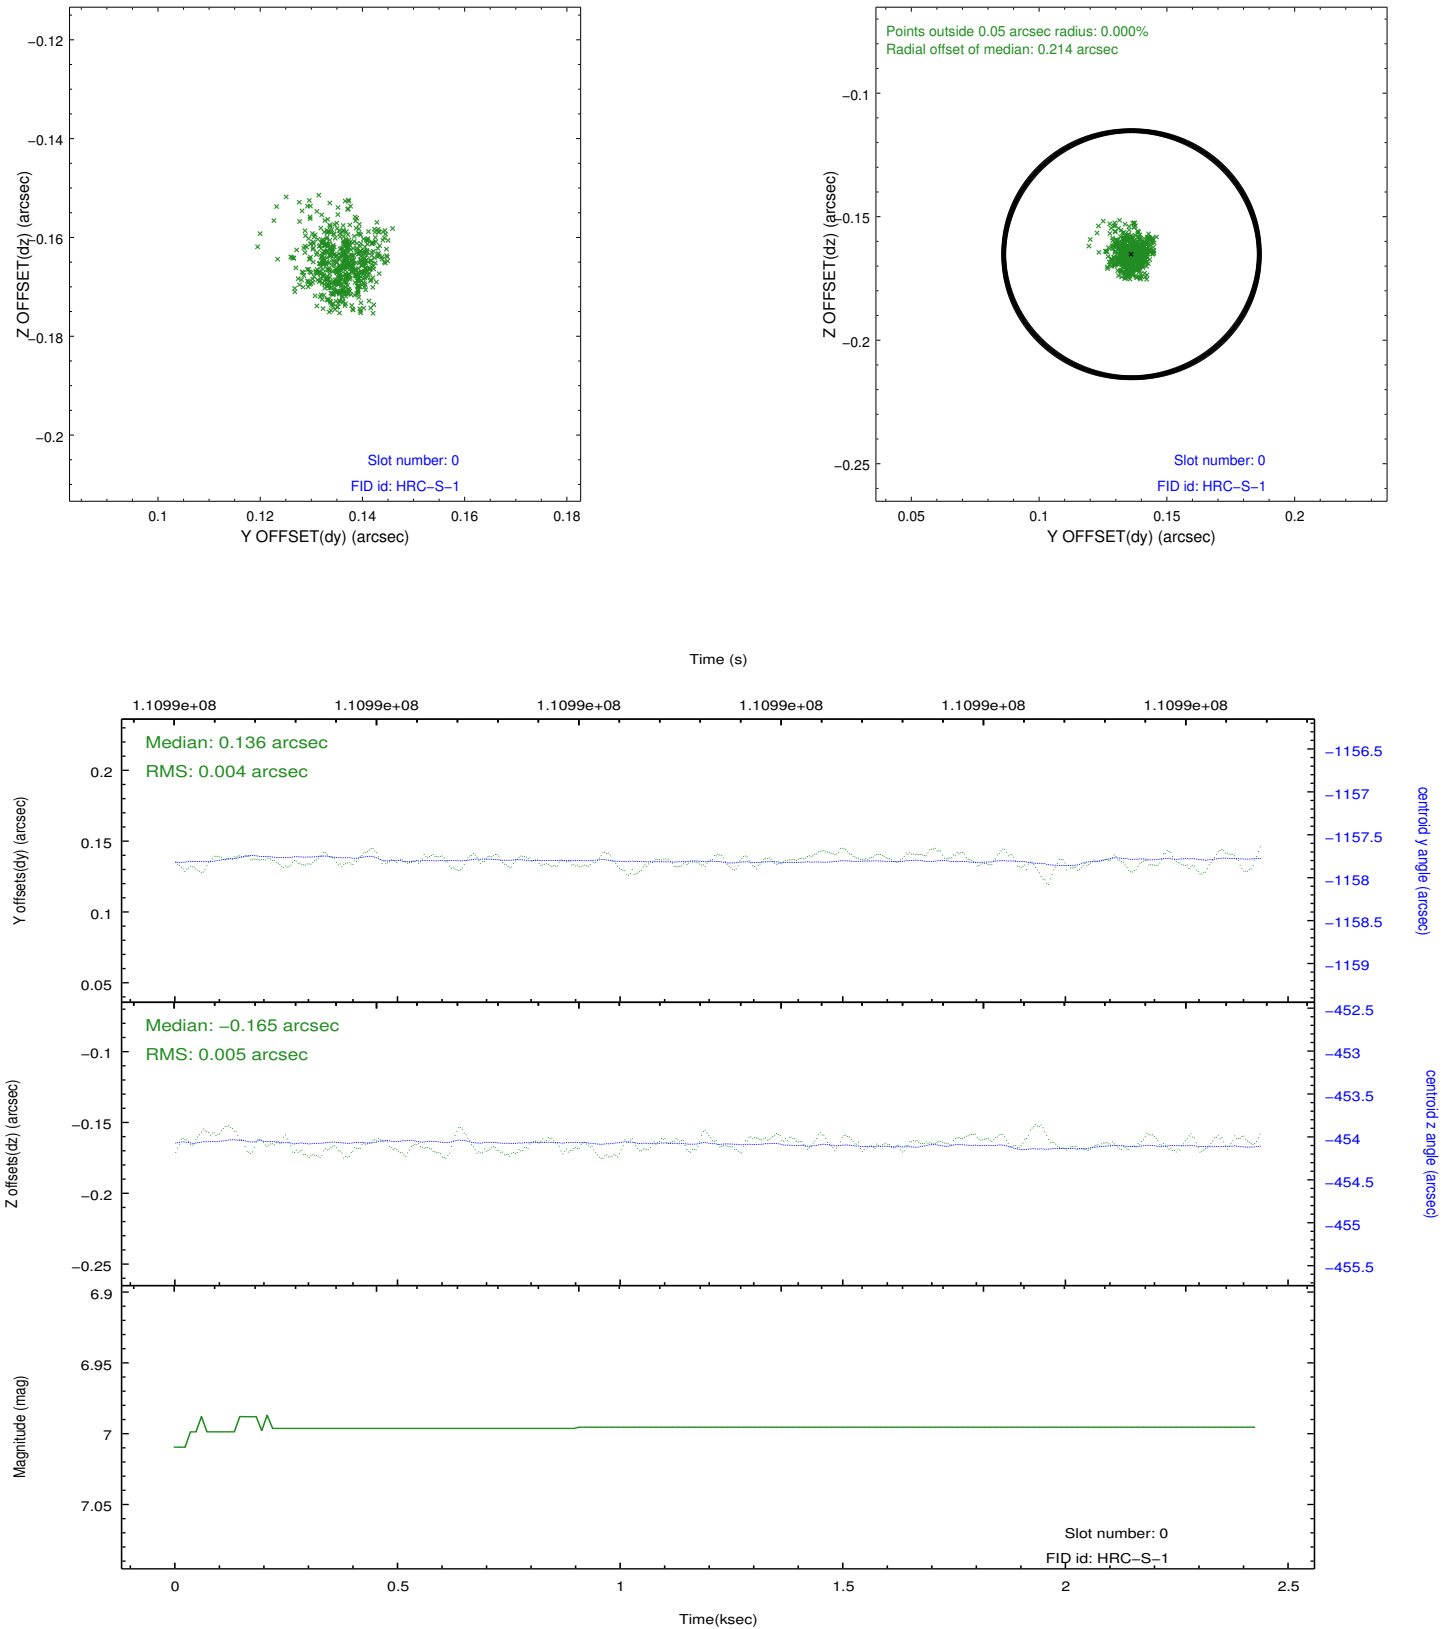 −0.12
−0.14
−0.16
−0.18
−0.2
Z OFFSET(dz) (arcsec)
Slot number: 0
FID id: HRC−S−1
0.1 0.12 0.14 0.16 0.18
Y OFFSET(dy) (arcsec)
Points outside 0.05 arcsec radius: 0.000%
Radial offset of median: 0.214 arcsec
−0.1
−0.15
−0.2
−0.25
Z OFFSET(dz) (arcsec)
Slot number: 0
FID id: HRC−S−1
0.05 0.1 0.15 0.2
Y OFFSET(dy) (arcsec)
Time (s)
1.1099e+08 1.1099e+08 1.1099e+08 1.1099e+08 1.1099e+08 1.1099e+08
Median: 0.136 arcsec
RMS: 0.004 arcsec
0.2
0.15
0.1
0.05
Y offsets(dy) (arcsec)
−1156.5
−1157
−1157.5
−1158
−1158.5
−1159
centroid y angle (arcsec)
Median: −0.165 arcsec
RMS: 0.005 arcsec
−0.1
−0.15
−0.2
−0.25
Z offsets(dz) (arcsec)
−452.5
−453
−453.5
−454
−454.5
−455
−455.5
centroid z angle (arcsec)
6.9
6.95
7
7.05
Magnitude (mag)
Slot number: 0
FID id: HRC−S−1
0 0.5 1 1.5 2 2.5
Time(ksec)